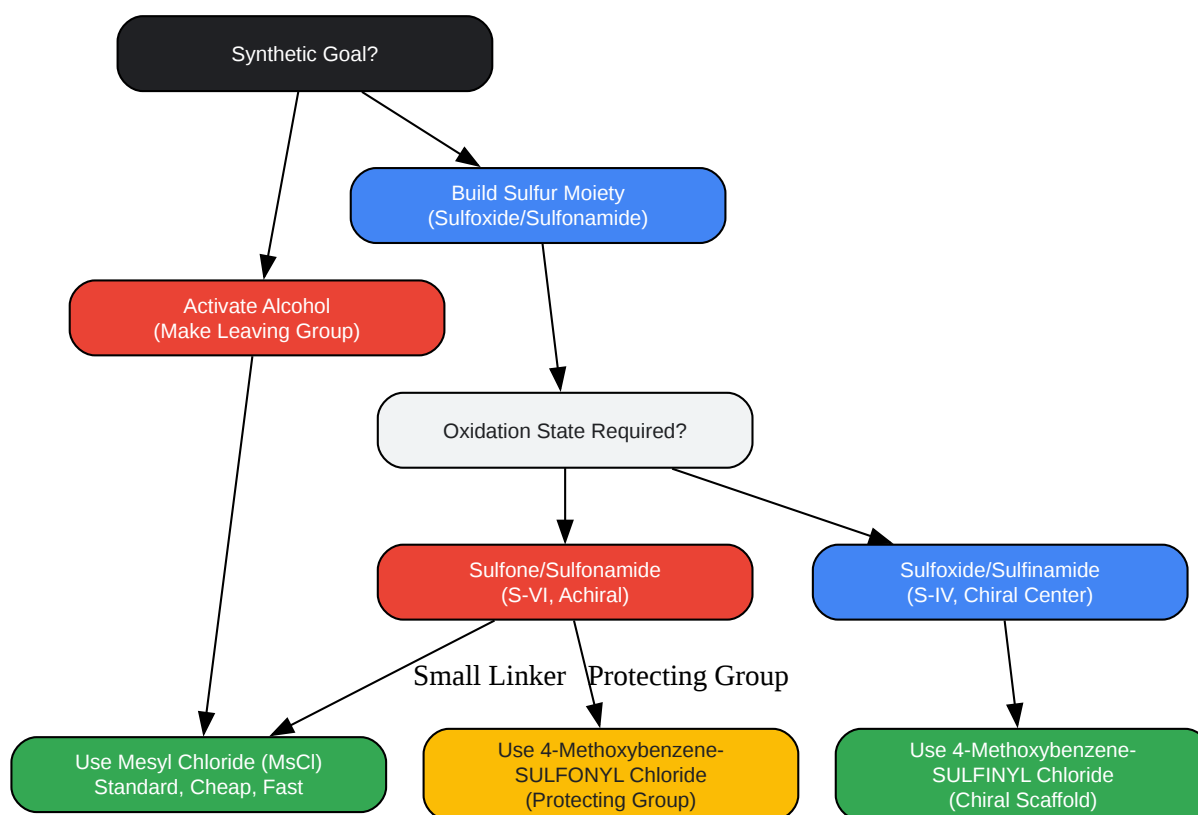 Synthetic Goal?
Build Sulfur Moiety
(Sulfoxide/Sulfonamide)
Activate Alcohol
(Make Leaving Group)
Oxidation State Required?
Sulfone/Sulfonamide
(S-VI, Achiral)
Sulfoxide/Sulfinamide
(S-IV, Chiral Center)
Small Linker
Protecting Group
Use Mesyl Chloride (MsCl)
Standard, Cheap, Fast
Use 4-Methoxybenzene-
SULFONYL Chloride
(Protecting Group)
Use 4-Methoxybenzene-
SULFINYL Chloride
(Chiral Scaffold)